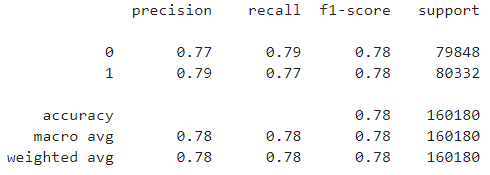 precision recall f1-score support
0 0.77 0.79 0.78 79848
1 0.79 0.77 0.78 80332
accuracy 0.78 160180
macro avg 0.78 0.78 0.78 160180
weighted avg 0.78 0.78 0.78 160180